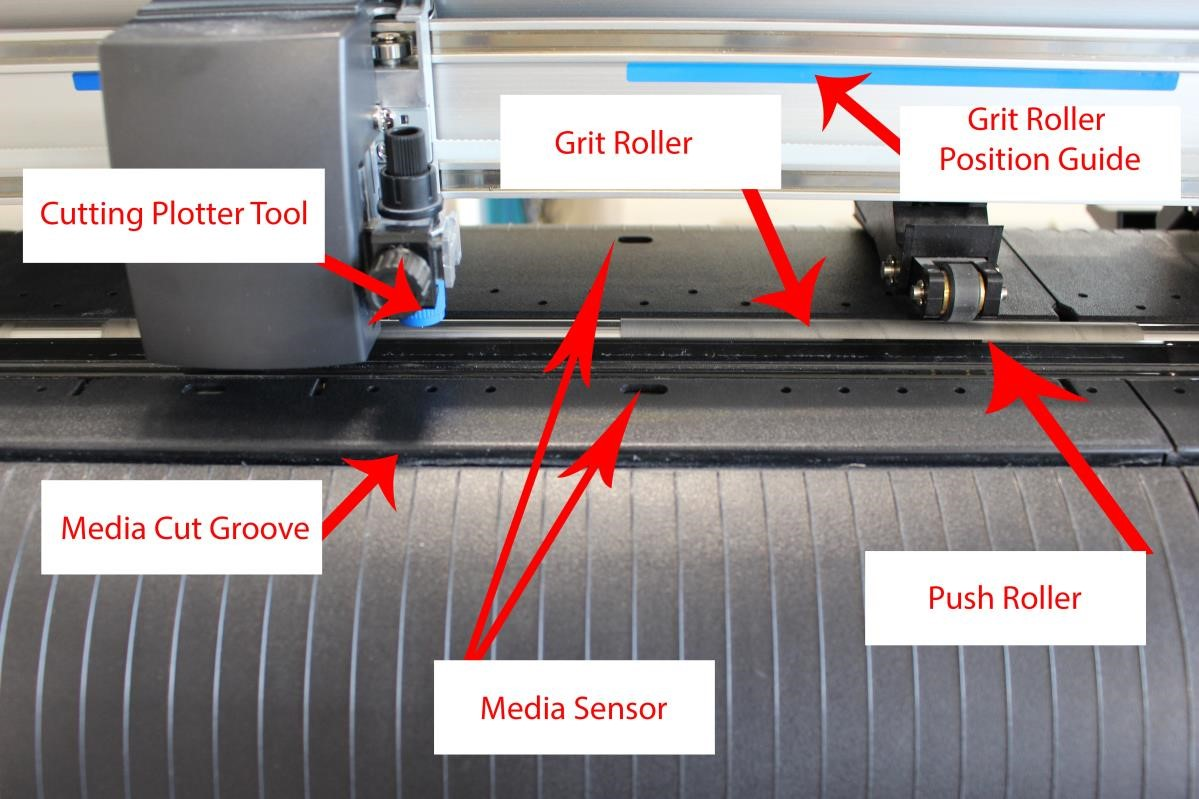 Grit Roller
Grit Roller
Position Guide
Cutting Plotter Tool
Media Cut Groove
Push Roller
Media Sensor